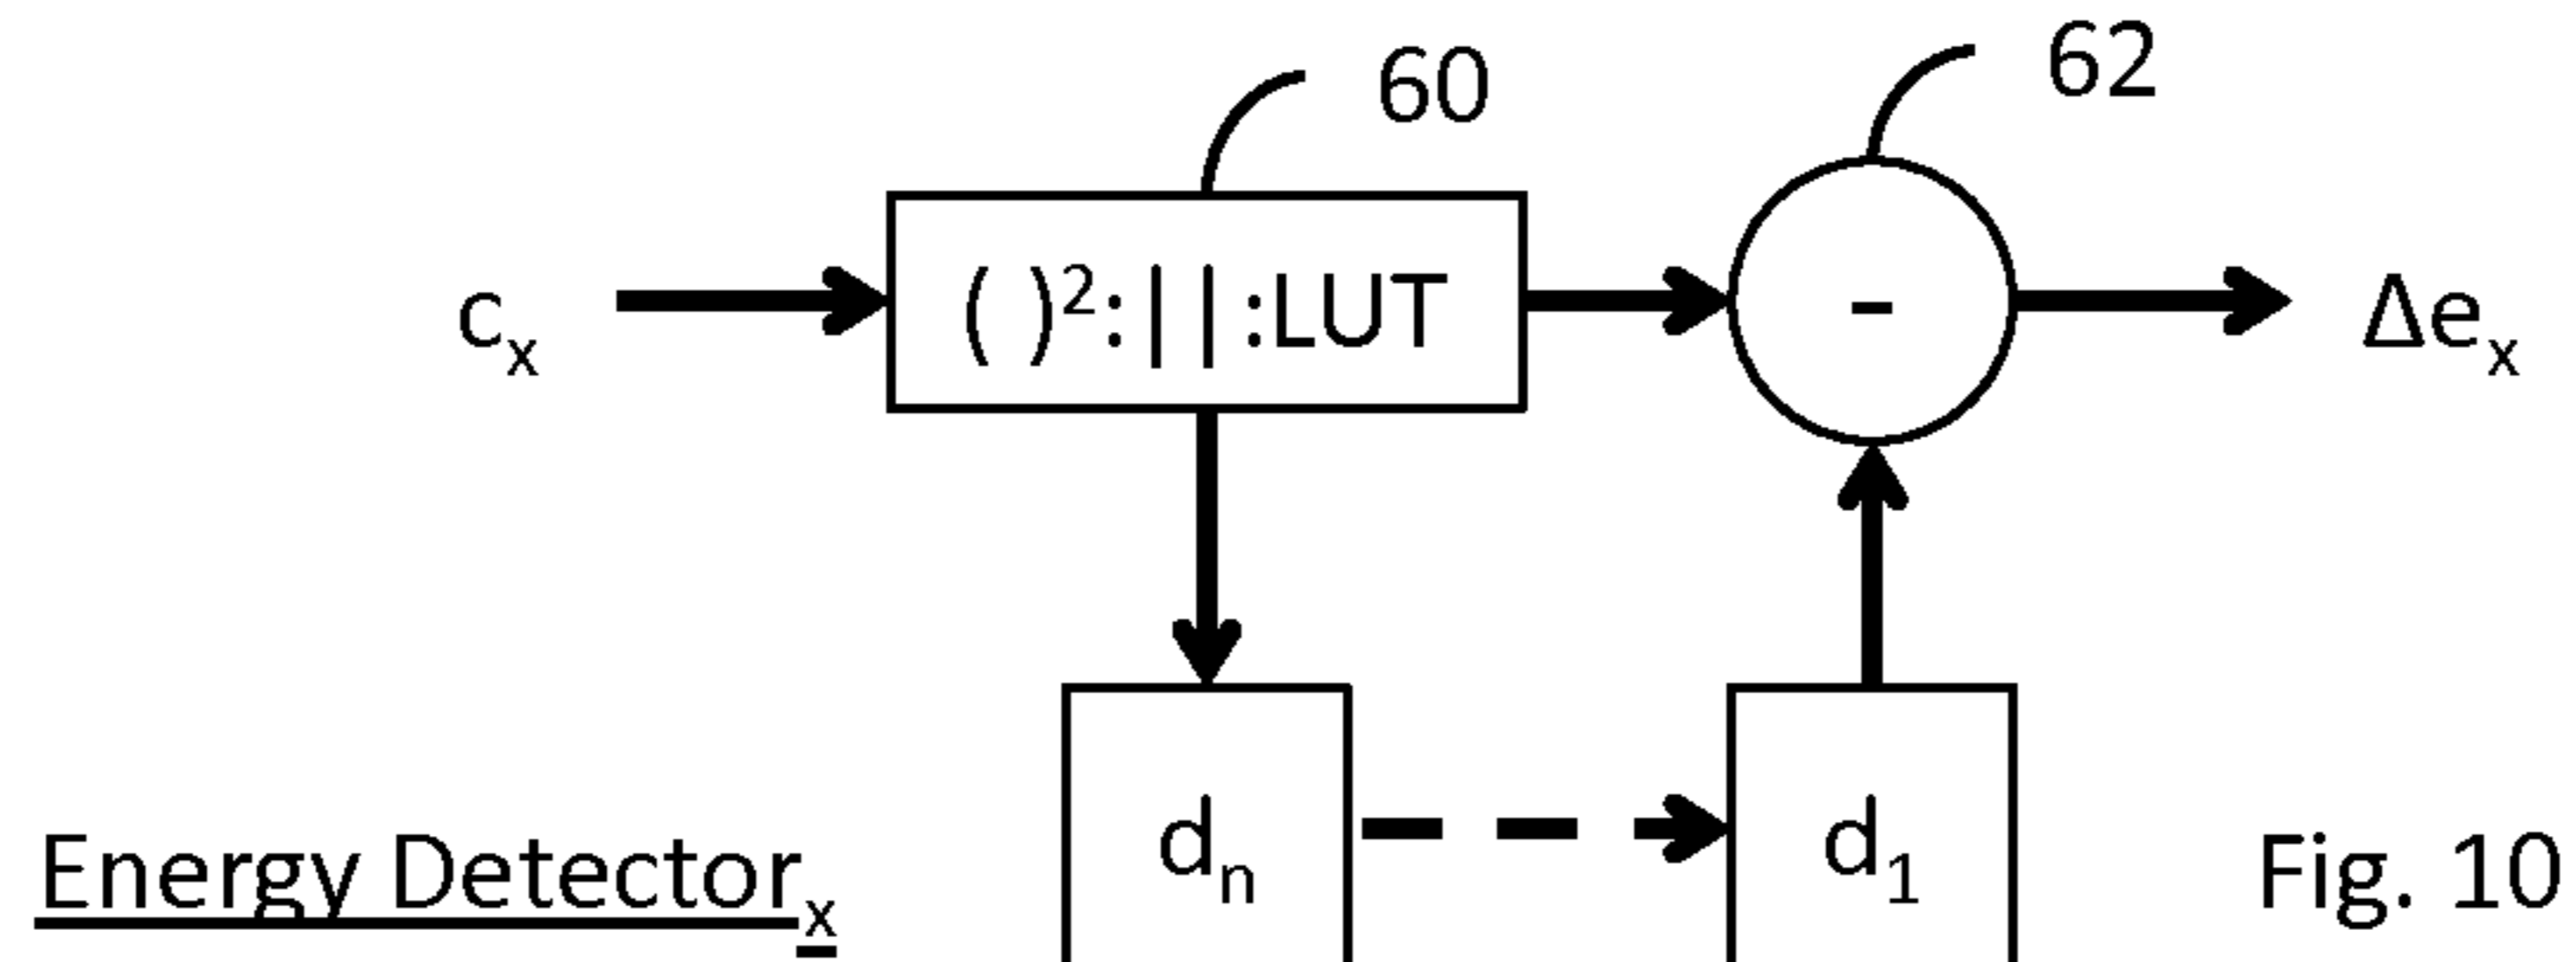 60
62
cₓ
( )²:||:LUT
-
Δeₓ
dₙ
d₁
Energy Detectorₓ
Fig. 10